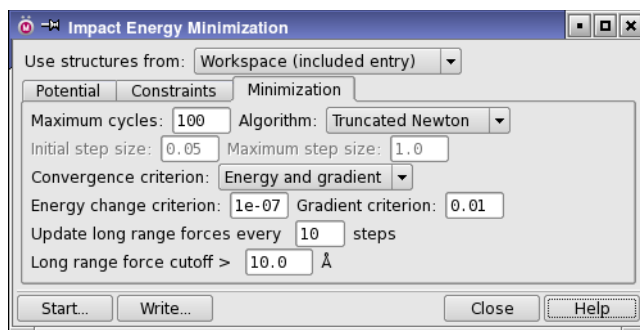 Impact Energy Minimization
Use structures from: Workspace (included entry)
Potential Constraints Minimization
Maximum cycles: 100 Algorithm: Truncated Newton
Initial step size: 0.05 Maximum step size: 1.0
Convergence criterion: Energy and gradient
Energy change criterion: 1e-07 Gradient criterion: 0.01
Update long range forces every 10 steps
Long range force cutoff > 10.0 Å
Start... Write... Close Help